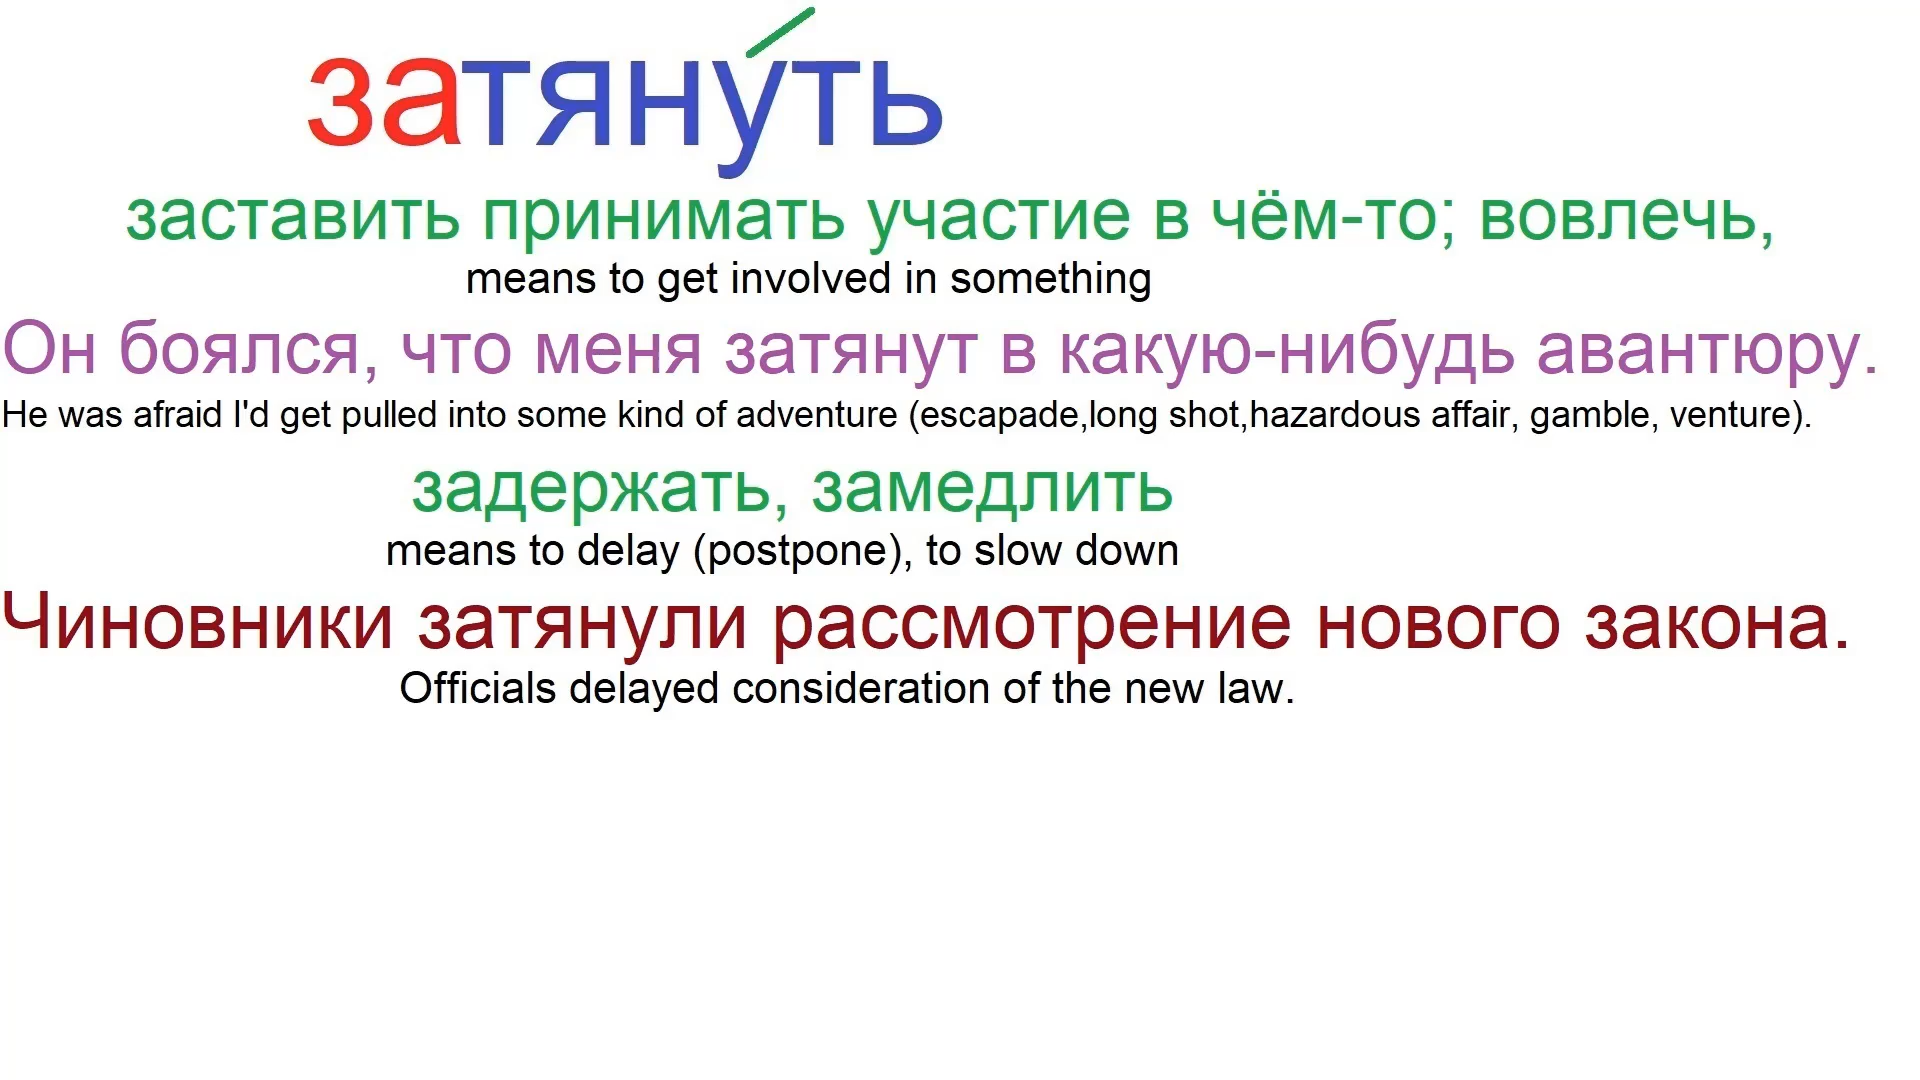 затяну́ть
заставить принимать участие в чём-то; вовлечь,
means to get involved in something
Он боялся, что меня затянут в какую-нибудь авантюру.
He was afraid I'd get pulled into some kind of adventure (escapade,long shot,hazardous affair, gamble, venture).
задержать, замедлить
means to delay (postpone), to slow down
Чиновники затянули рассмотрение нового закона.
Officials delayed consideration of the new law.